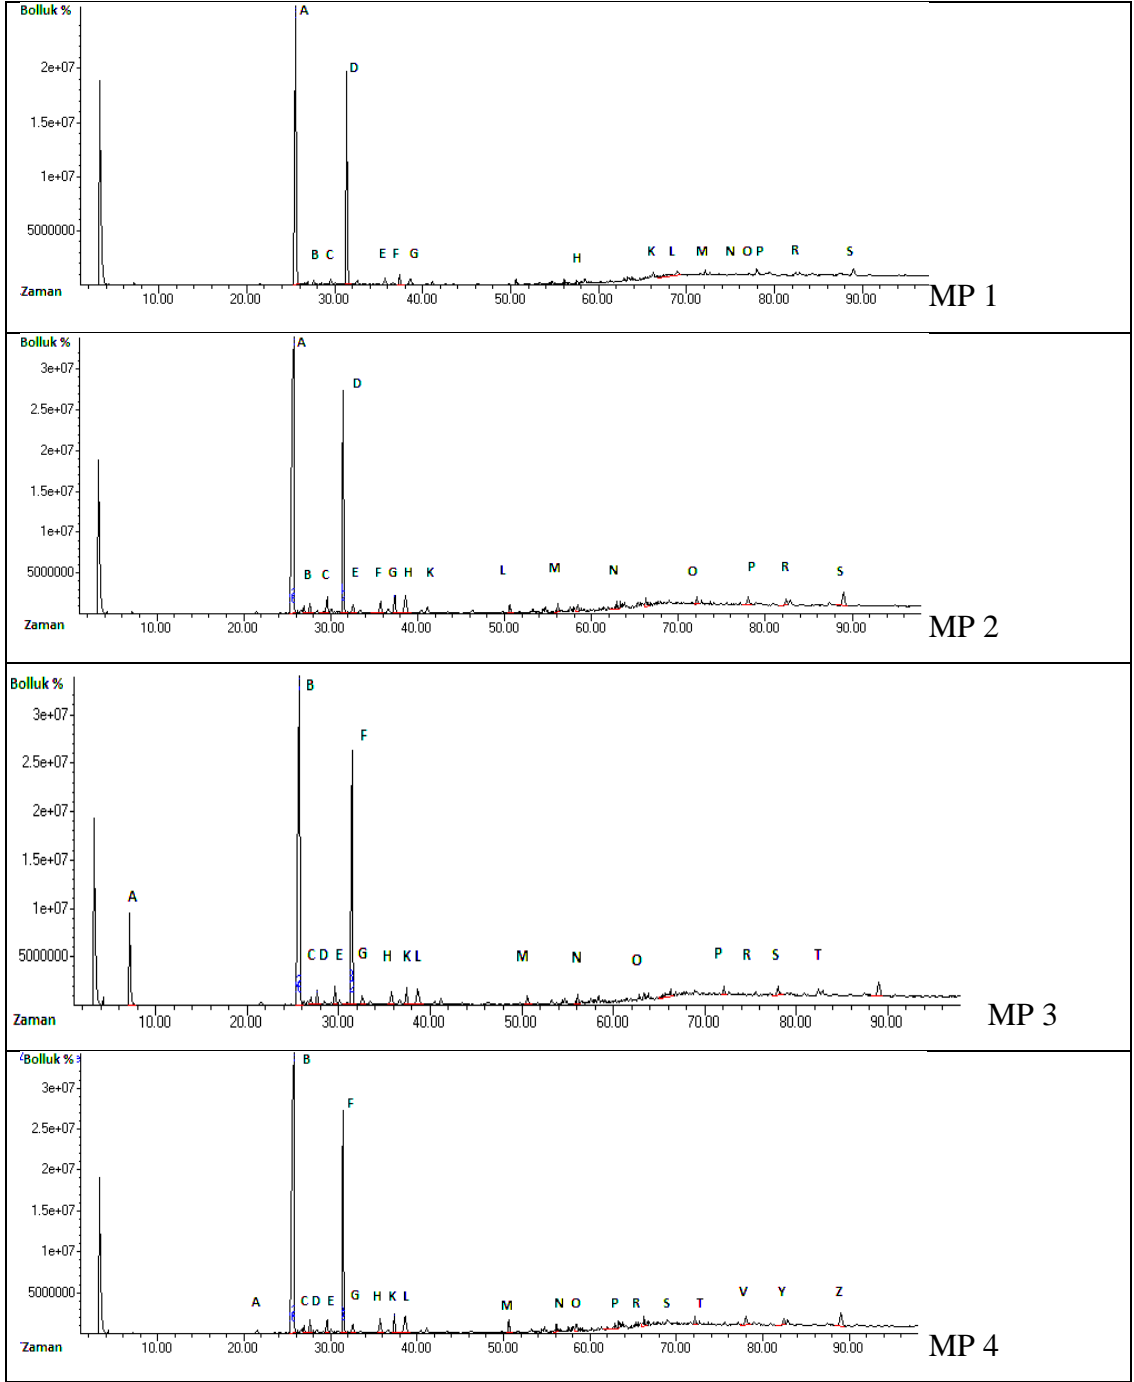 Bolluk %
A
D
2e+07
1.5e+07
1e+07
5000000
B C E F G H K L M N O P R S
Zaman
10.00 20.00 30.00 40.00 50.00 60.00 70.00 80.00 90.00
MP 1
Bolluk %
A
3e+07
D
2.5e+07
2e+07
1.5e+07
1e+07
5000000
B C E F G H K L M N O P R S
Zaman
10.00 20.00 30.00 40.00 50.00 60.00 70.00 80.00 90.00
MP 2
Bolluk %
B
3e+07
F
2.5e+07
2e+07
1.5e+07
1e+07
A
5000000
C D E G H K L M N O P R S T
Zaman
10.00 20.00 30.00 40.00 50.00 60.00 70.00 80.00 90.00
MP 3
Bolluk %
B
3e+07
F
2.5e+07
2e+07
1.5e+07
1e+07
5000000
A C D E G H K L M N O P R S T V Y Z
Zaman
10.00 20.00 30.00 40.00 50.00 60.00 70.00 80.00 90.00
MP 4